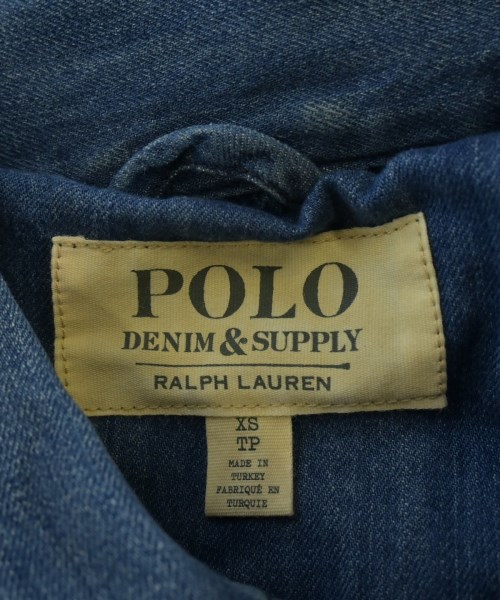 POLO
DENIM & SUPPLY
RALPH LAUREN
XS
TP
MADE IN
TURKEY
FABRIQUÉ EN
TURQUIE